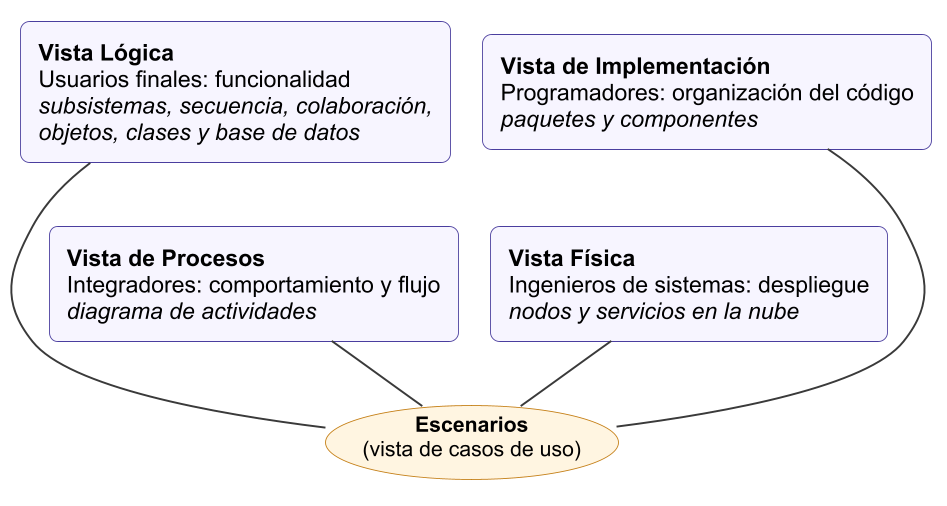 Vista Lógica
Usuarios finales: funcionalidad
subsistemas, secuencia, colaboración,
objetos, clases y base de datos
Vista de Implementación
Programadores: organización del código
paquetes y componentes
Vista de Procesos
Integradores: comportamiento y flujo
diagrama de actividades
Vista Física
Ingenieros de sistemas: despliegue
nodos y servicios en la nube
Escenarios
(vista de casos de uso)